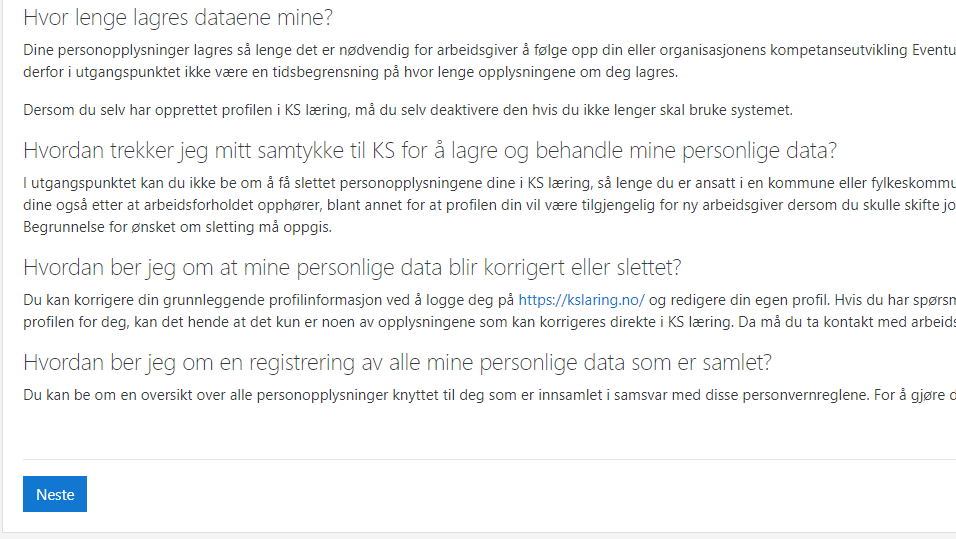 Hvor lenge lagres dataene mine?
Dine personopplysninger lagres så lenge det er nødvendig for arbeidsgiver å følge opp din eller organisasjonens kompetanseutvikling
derfor i utgangspunktet ikke være en tidsbegrensning på hvor lenge opplysningene om deg lagres.
Dersom du selv har opprettet profilen i KS læring, må du selv deaktivere den hvis du ikke lenger skal bruke systemet.
Hvordan trekker jeg mitt samtykke til KS for å lagre og behandle mine personlige data?
I utgangspunktet kan du ikke be om å få slettet personopplysningene dine i KS læring, så lenge du er ansatt i en kommune eller
dine også etter at arbeidsforholdet opphører, blant annet for at profilen din vil være tilgjengelig for ny arbeidsgiver dersom du skulle skifte
Begrunnelse for ønsket om sletting må oppgis.
Hvordan ber jeg om at mine personlige data blir korrigert eller slettet?
Du kan korrigere din grunnleggende profilinformasjon ved å logge deg på https://kslaring.no/ og redigere din egen profil. Hvis du har
profilen for deg, kan det hende at det kun er noen av opplysningene som kan korrigeres direkte i KS læring. Da må du ta kontakt med
Hvordan ber jeg om en registrering av alle mine personlige data som er samlet?
Du kan be om en oversikt over alle personopplysninger knyttet til deg som er innsamlet i samsvar med disse personvernreglene. For å gjøre
Neste